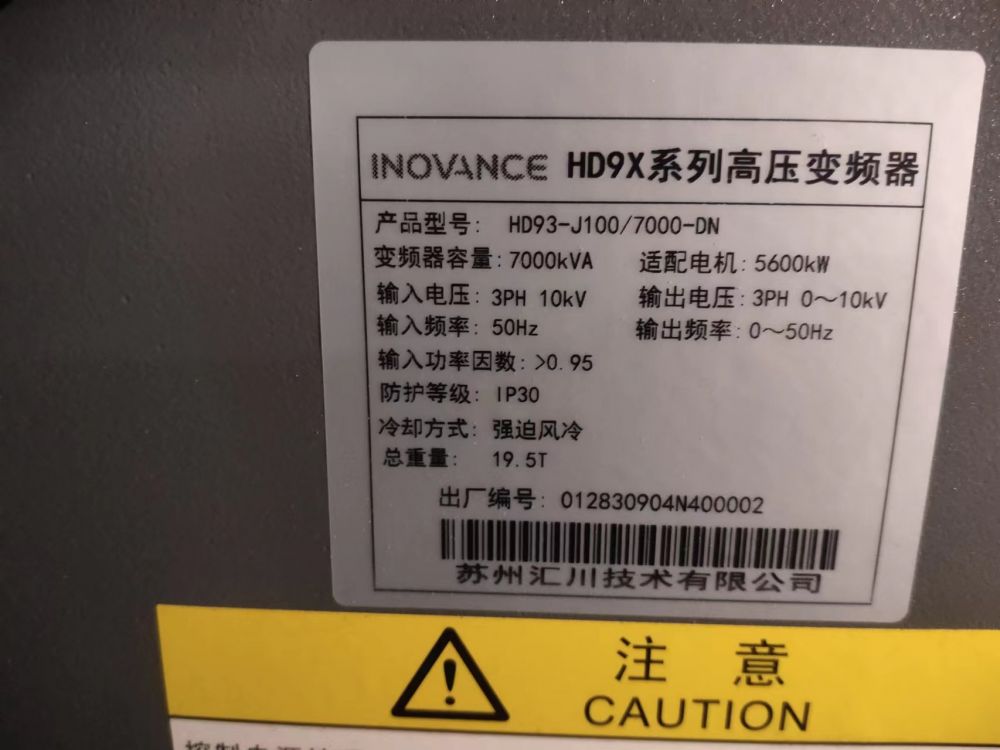 INOVANCE HD9X系列高压变频器
产品型号: HD93-J100/7000-DN
变频器容量: 7000kVA 适配电机: 5600kW
输入电压: 3PH 10kV 输出电压: 3PH 0～10kV
输入频率: 50Hz 输出频率: 0～50Hz
输入功率因数: >0.95
防护等级: IP30
冷却方式: 强迫风冷
总重量: 19.5T
出厂编号: 012830904N400002
苏州汇川技术有限公司
注 意
CAUTION